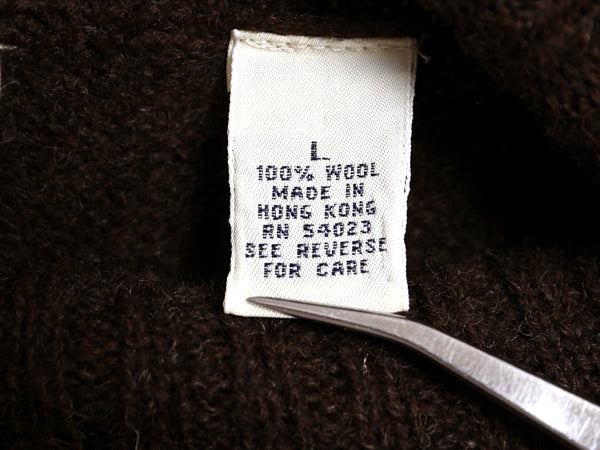 L
100% WOOL
MADE IN
HONG KONG
RN 54023
SEE REVERSE
FOR CARE